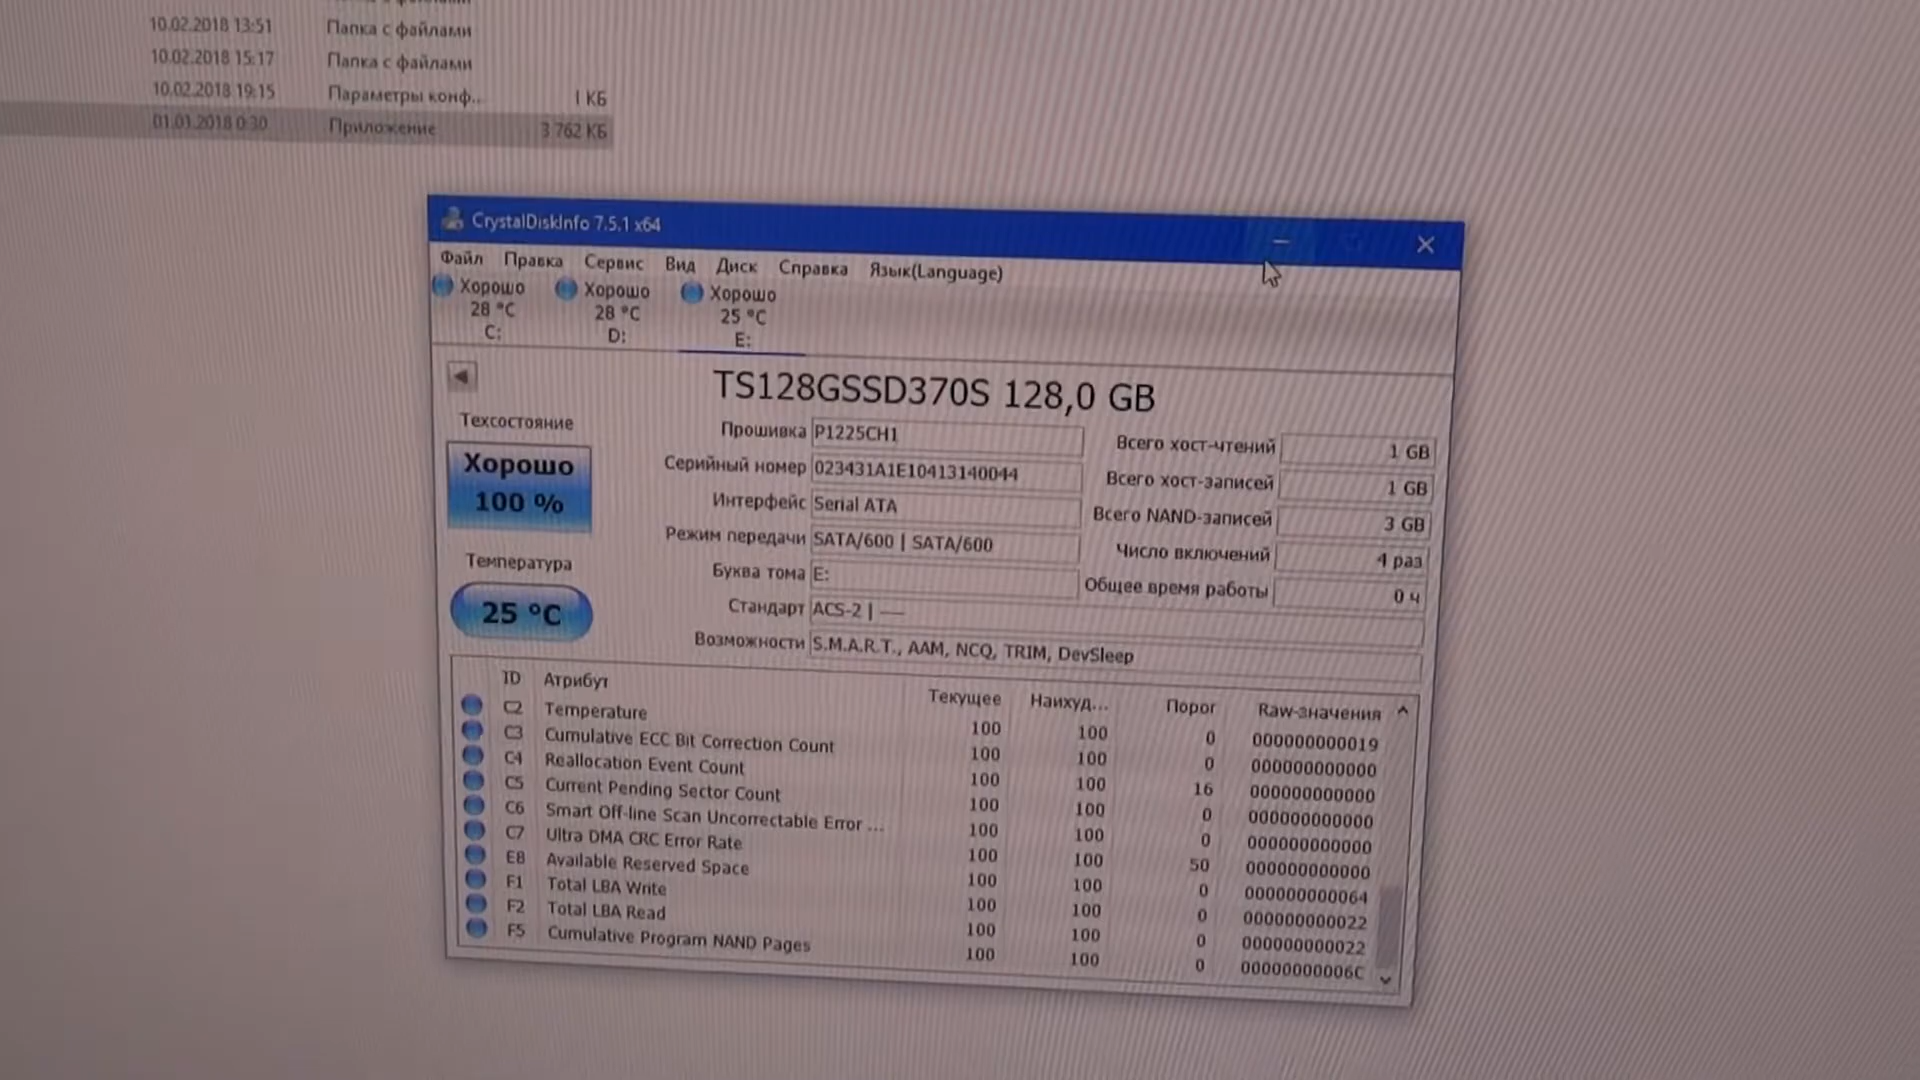 10.02.2018 13:51 Папка с файлами
10.02.2018 15:17 Папка с файлами
10.02.2018 19:15 Параметры конф... 1 КБ
01.01.2018 0:30 Приложение 3 762 КБ
CrystalDiskInfo 7.5.1 x64
Файл Правка Сервис Вид Диск Справка Язык(Language)
Хорошо Хорошо Хорошо
28 °C 28 °C 25 °C
C: D: E:
TS128GSSD370S 128,0 GB
Техсостояние
Хорошо
100 %
Температура
25 °C
Прошивка P1225CH1
Серийный номер 023431A1E10413140044
Интерфейс Serial ATA
Режим передачи SATA/600 | SATA/600
Буква тома E:
Стандарт ACS-2 | ----
Возможности S.M.A.R.T., AAM, NCQ, TRIM, DevSleep
Всего хост-чтений 1 GB
Всего хост-записей 1 GB
Всего NAND-записей 3 GB
Число включений 4 раз
Общее время работы 0 ч
ID Атрибут Текущее Наихуд... Порог Raw-значения
C2 Temperature 100 100 0 000000000019
C3 Cumulative ECC Bit Correction Count 100 100 0 000000000000
C4 Reallocation Event Count 100 100 16 000000000000
C5 Current Pending Sector Count 100 100 0 000000000000
C6 Smart Off-line Scan Uncorrectable Error ... 100 100 0 000000000000
C7 Ultra DMA CRC Error Rate 100 100 50 000000000000
E8 Available Reserved Space 100 100 0 000000000064
F1 Total LBA Write 100 100 0 000000000022
F2 Total LBA Read 100 100 0 000000000022
F5 Cumulative Program NAND Pages 100 100 0 00000000006C